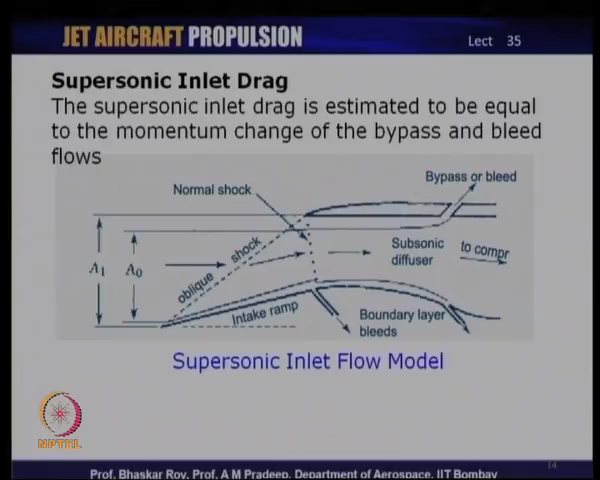 JET AIRCRAFT PROPULSION
Lect 35
Supersonic Inlet Drag
The supersonic inlet drag is estimated to be equal
to the momentum change of the bypass and bleed
flows
Normal shock
Bypass or bleed
A1
A0
oblique shock
Subsonic
diffuser
to compr
Intake ramp
Boundary layer
bleeds
Supersonic Inlet Flow Model
NPTEL
14
Prof. Bhaskar Roy, Prof. A M Pradeep, Department of Aerospace, IIT Bombay